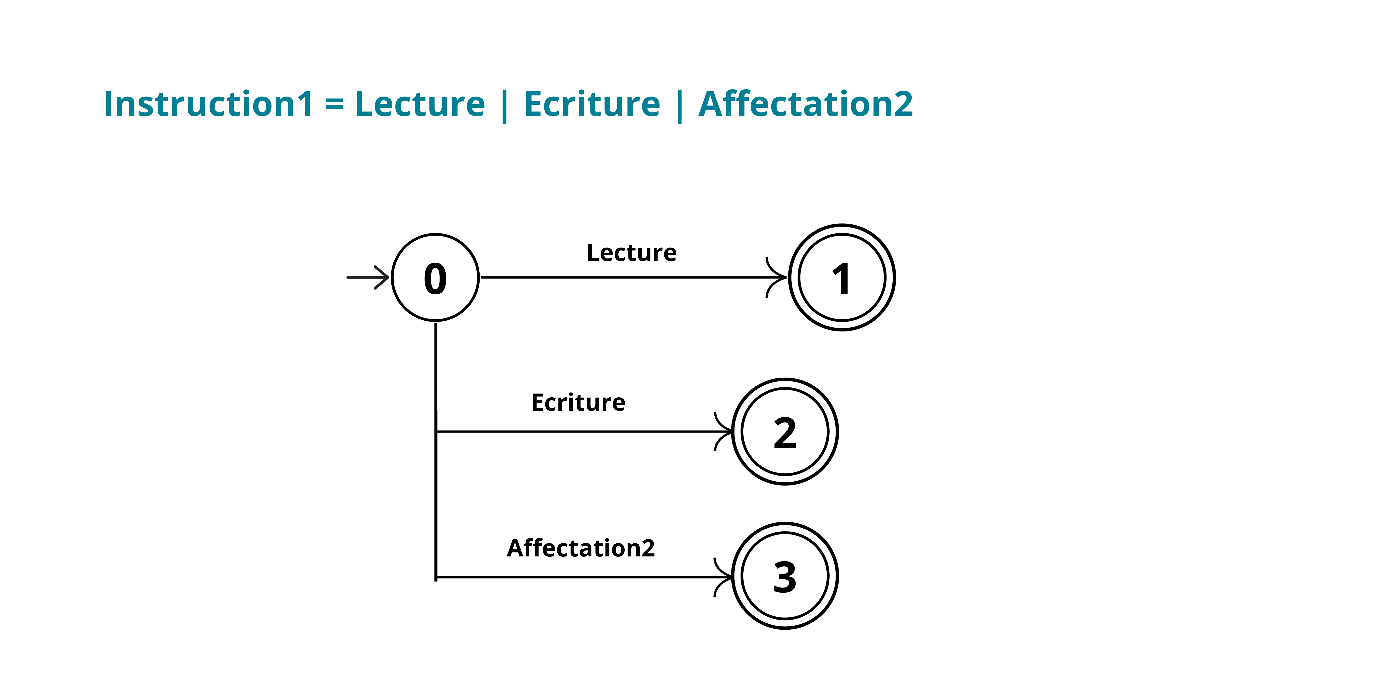 Instruction1 = Lecture | Ecriture | Affectation2
Lecture
0
1
Ecriture
2
Affectation2
3